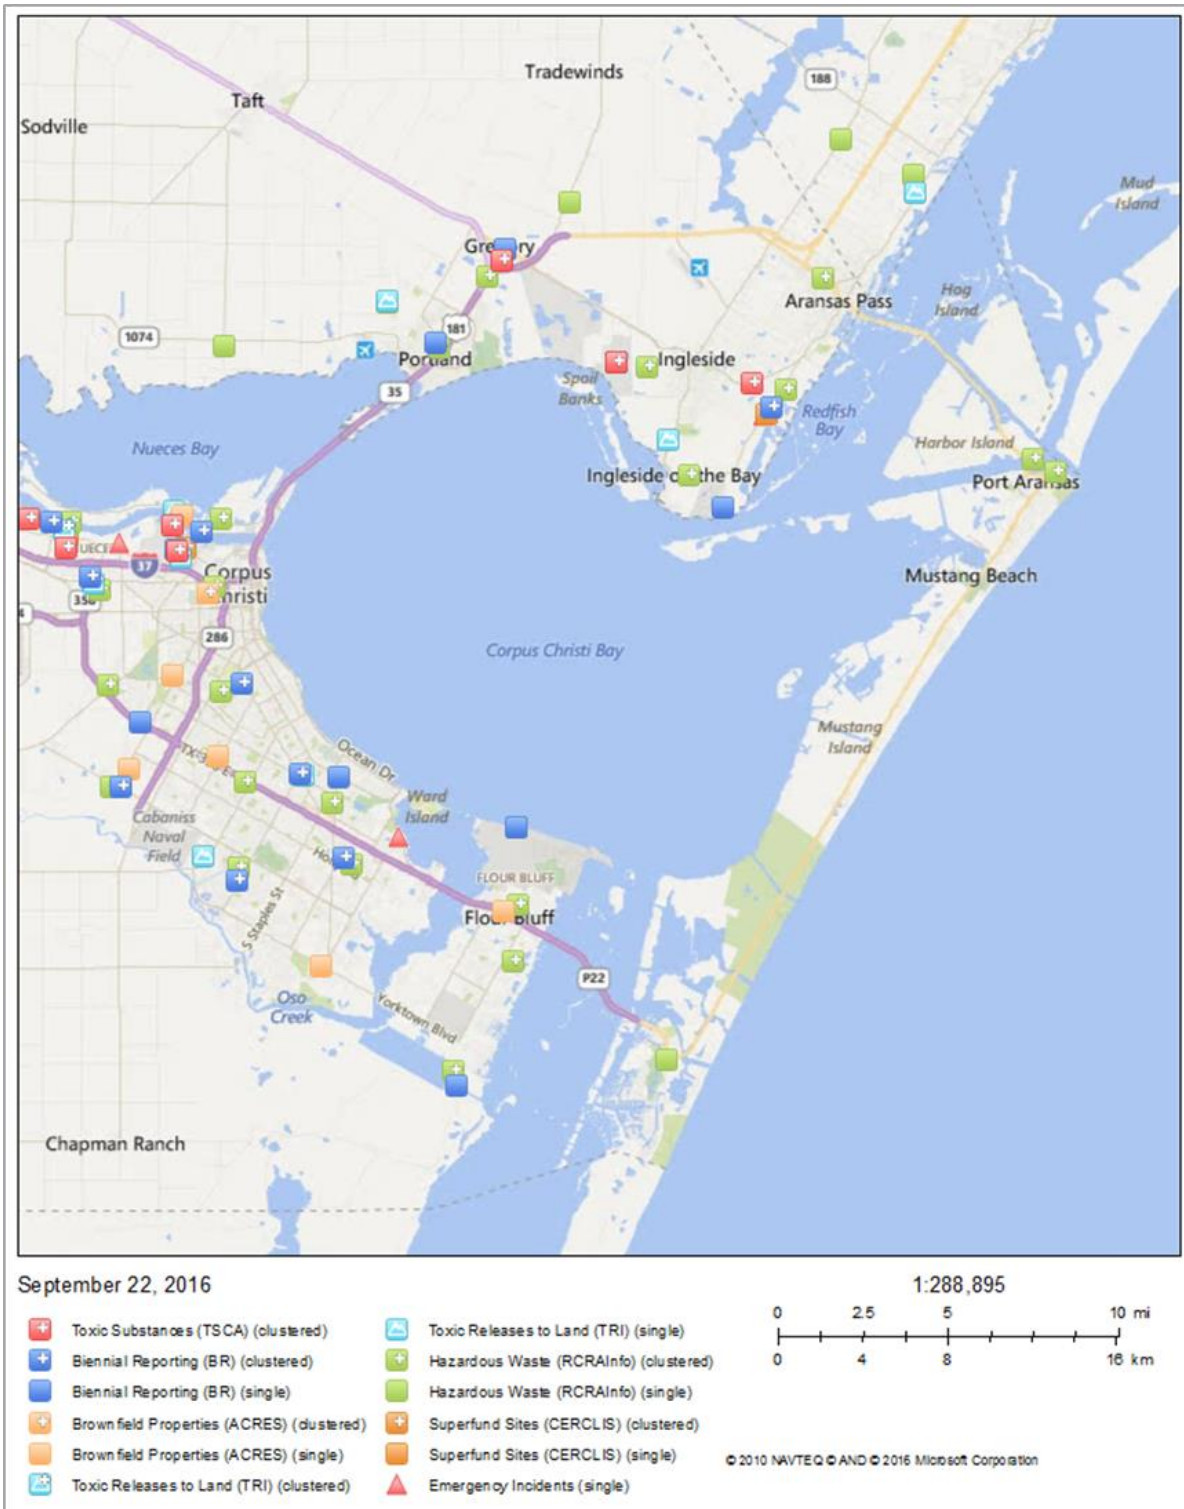 Tradewinds
188
Taft
Sodville
Mud
Island
Gregory
Hog
Island
Aransas Pass
181
1074
Portland
Ingleside
Spoil
Banks
35
Redfish
Bay
Nueces Bay
Harbor Island
Ingleside on the Bay
Port Aransas
37
Corpus
Christi
Mustang Beach
286
Corpus Christi Bay
Mustang
Island
Ocean Dr
Ward
Island
Cabaniss
Naval
Field
FLOUR BLUFF
S Staples St
Flour Bluff
P22
Oso
Creek
Yorktown Blvd
Chapman Ranch
September 22, 2016
1:288,895
0 2.5 5 10 mi
0 4 8 16 km
Toxic Substances (TSCA) (clustered)
Biennial Reporting (BR) (clustered)
Biennial Reporting (BR) (single)
Brownfield Properties (ACRES) (clustered)
Brownfield Properties (ACRES) (single)
Toxic Releases to Land (TRI) (clustered)
Toxic Releases to Land (TRI) (single)
Hazardous Waste (RCRAInfo) (clustered)
Hazardous Waste (RCRAInfo) (single)
Superfund Sites (CERCLIS) (clustered)
Superfund Sites (CERCLIS) (single)
Emergency Incidents (single)
© 2010 NAVTEQ © AND © 2016 Microsoft Corporation